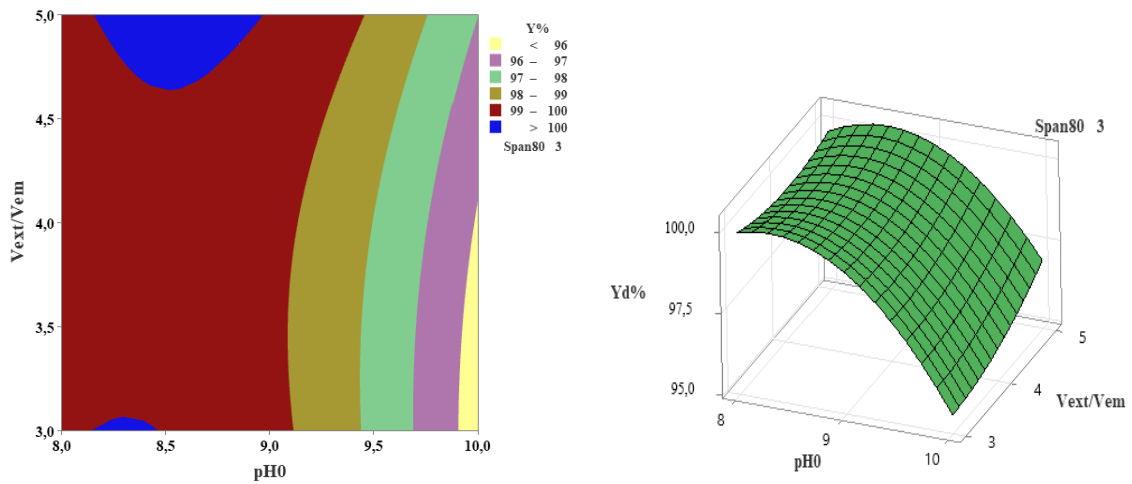 5,0
4,5
4,0
3,5
3,0
Vext/Vem
8,0 8,5 9,0 9,5 10,0
pH0
Y%
< 96
96 – 97
97 – 98
98 – 99
99 – 100
> 100
Span80 3
Span80 3
100,0
97,5
95,0
Yd%
8
9
10
pH0
3
4
5
Vext/Vem